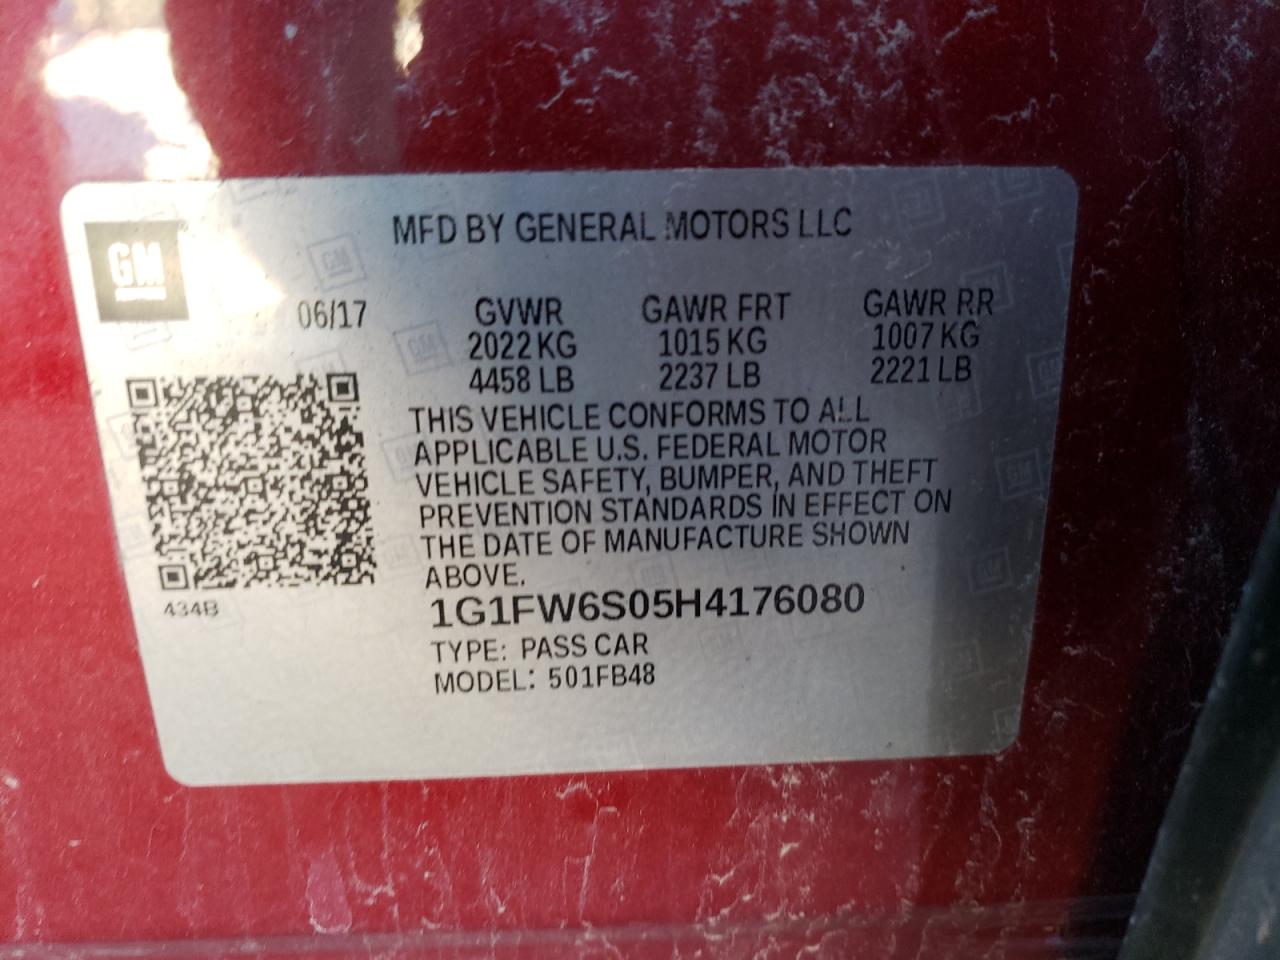 GM
MFD BY GENERAL MOTORS LLC
06/17 GVWR GAWR FRT GAWR RR
2022 KG 1015 KG 1007 KG
4458 LB 2237 LB 2221 LB
THIS VEHICLE CONFORMS TO ALL
APPLICABLE U.S. FEDERAL MOTOR
VEHICLE SAFETY, BUMPER, AND THEFT
PREVENTION STANDARDS IN EFFECT ON
THE DATE OF MANUFACTURE SHOWN
ABOVE.
434B
1G1FW6S05H4176080
TYPE: PASS CAR
MODEL: 501FB48